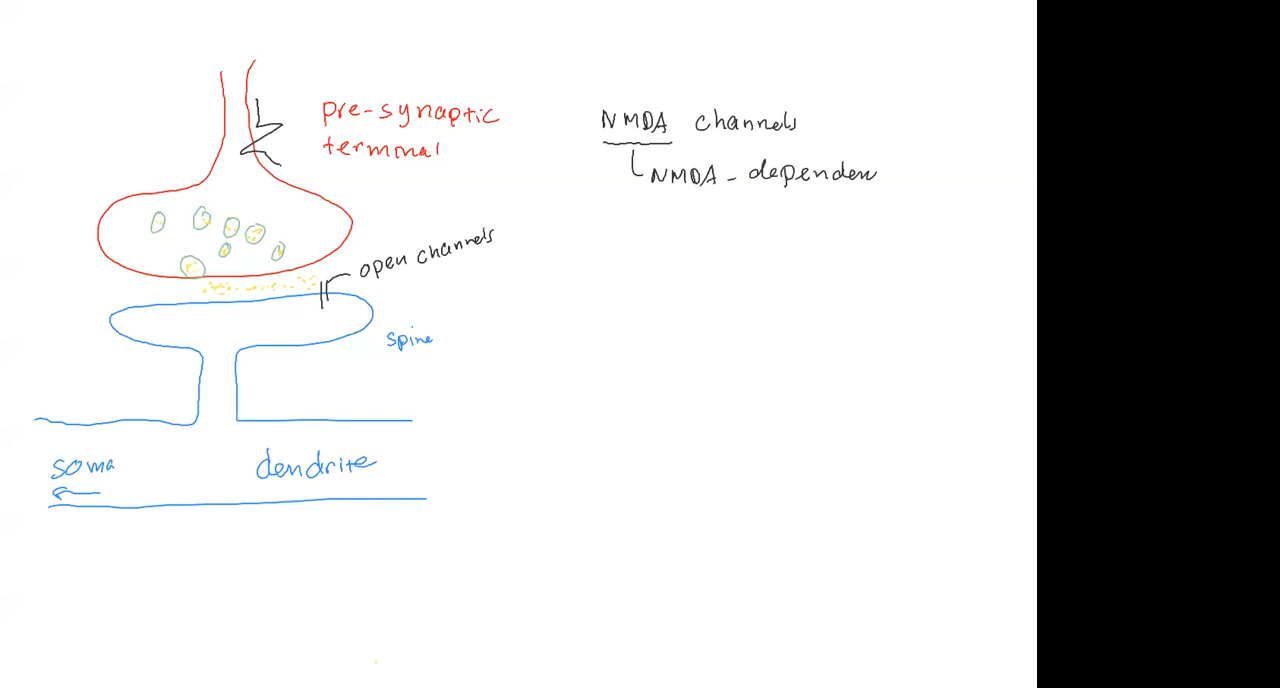 pre-synaptic
terminal
NMDA channels
NMDA-dependen
open channels
spine
soma
dendrite